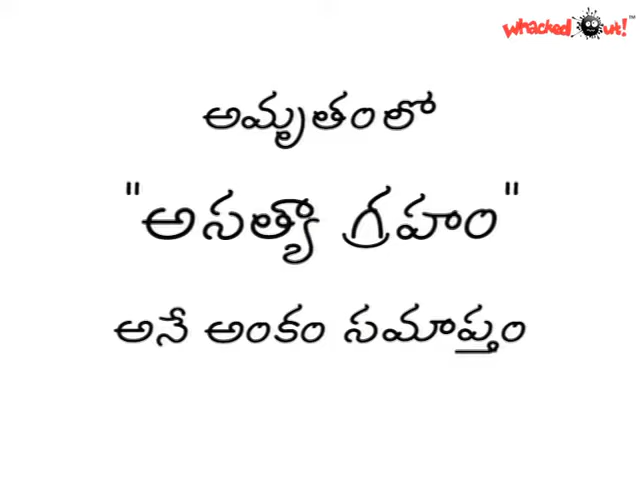 whacked out!
అమృతంలో
"అసత్యా గ్రహం"
అనే అంకం సమాప్తం